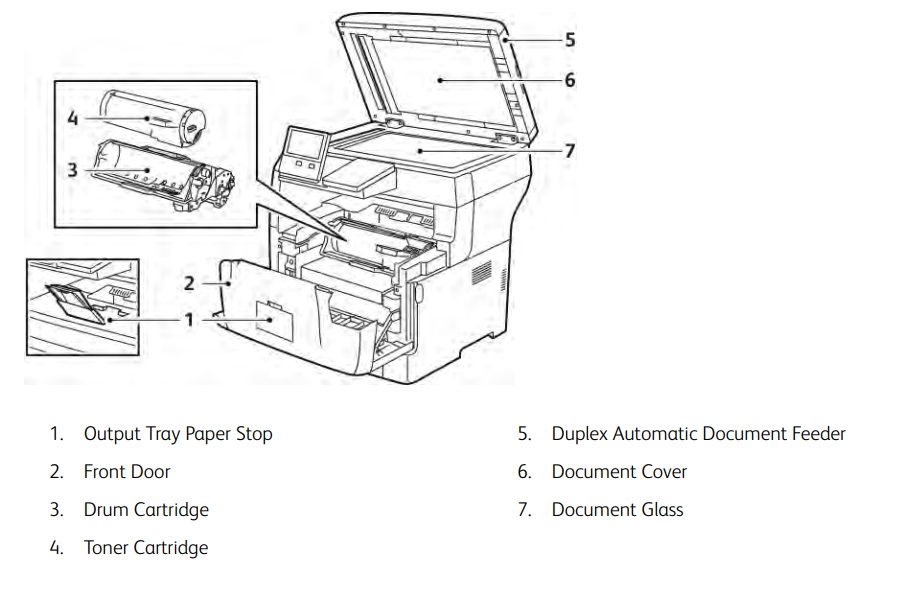 5
6
4
7
3
2
1
1. Output Tray Paper Stop
2. Front Door
3. Drum Cartridge
4. Toner Cartridge
5. Duplex Automatic Document Feeder
6. Document Cover
7. Document Glass